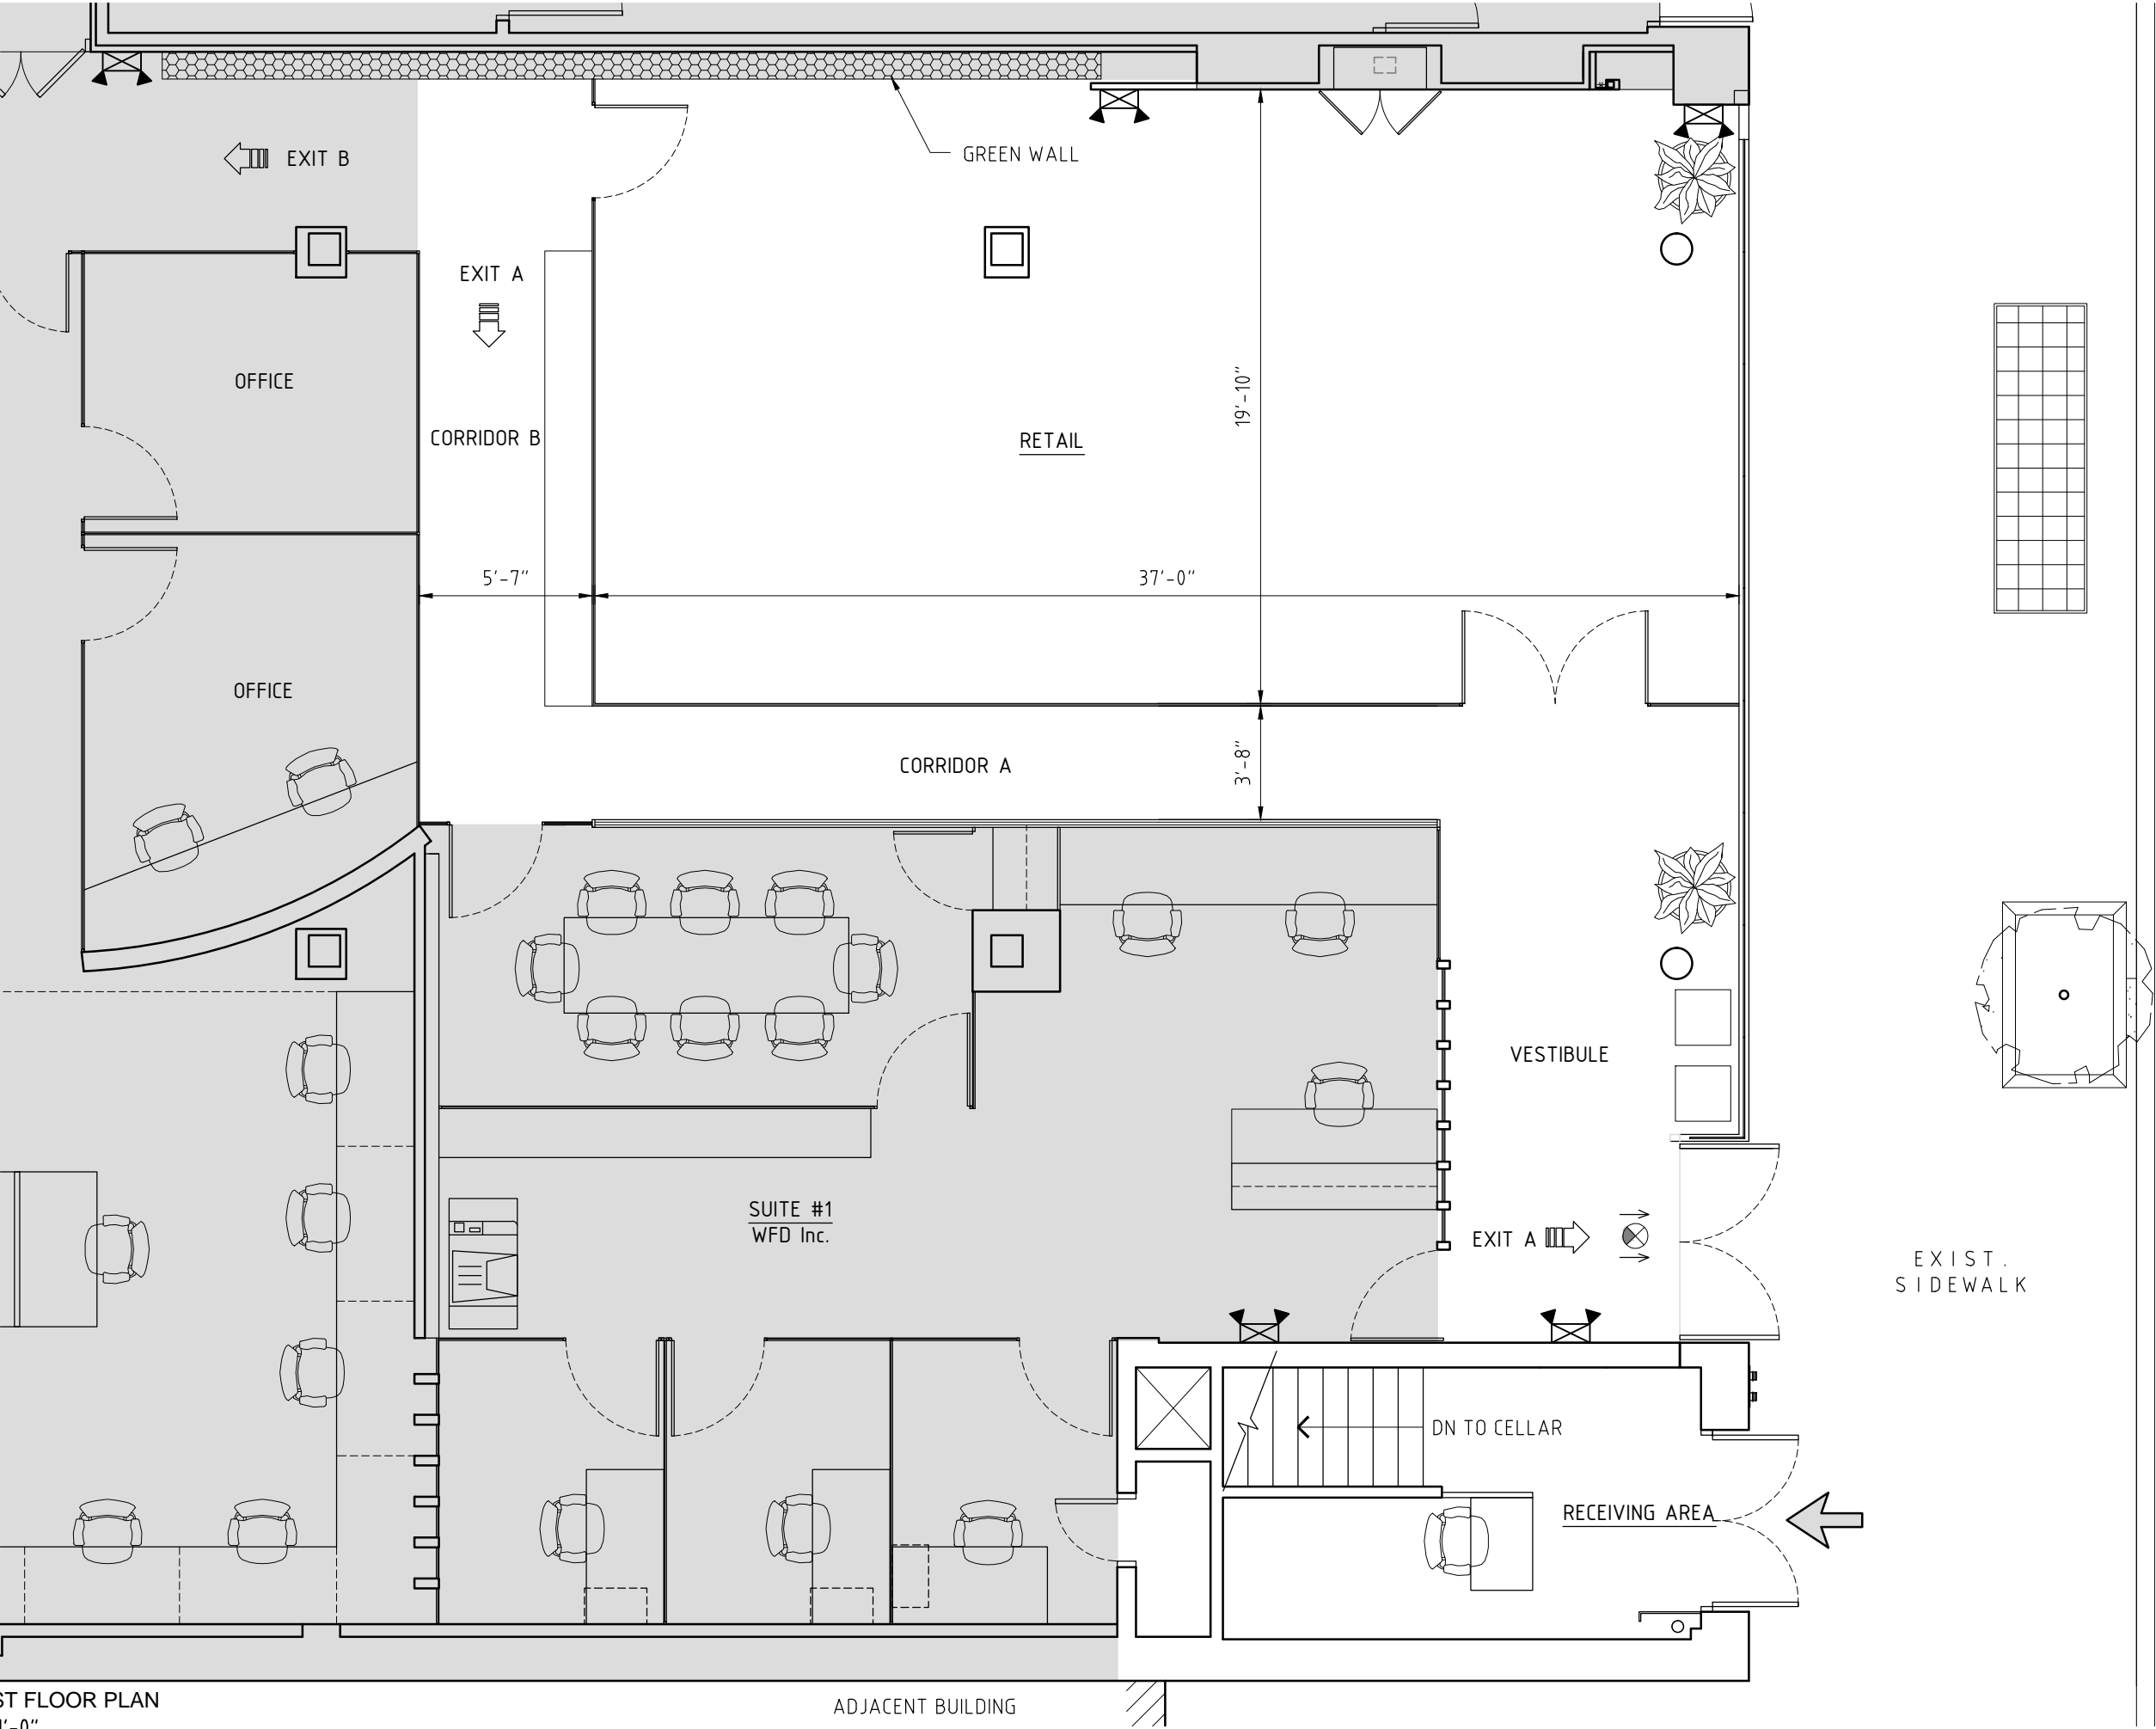 GREEN WALL
EXIT B
EXIT A
OFFICE
19'-10"
CORRIDOR B
RETAIL
5'-7"
37'-0"
OFFICE
CORRIDOR A
3'-8"
VESTIBULE
SUITE #1
WFD Inc.
EXIT A
EXIST.
SIDEWALK
DN TO CELLAR
RECEIVING AREA
FLOOR PLAN
ADJACENT BUILDING